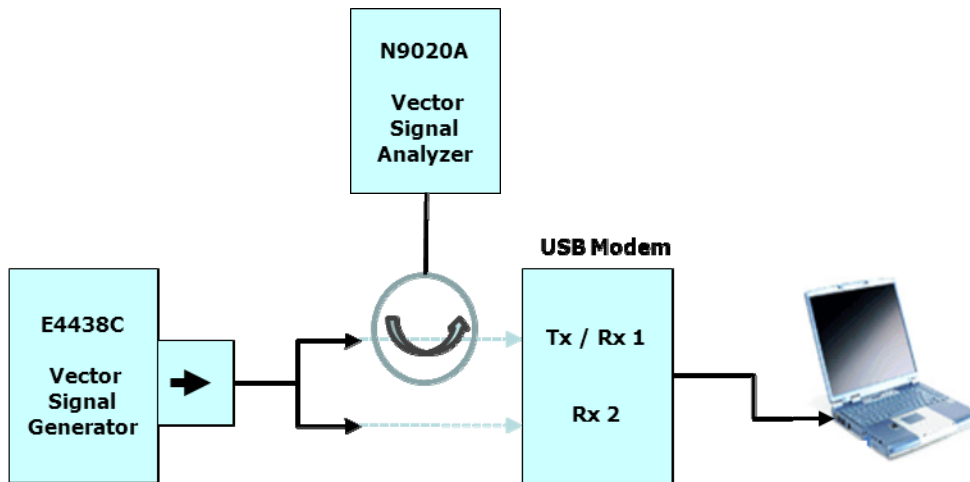 N9020A
Vector
Signal
Analyzer
USB Modem
E4438C
Vector
Signal
Generator
Tx / Rx 1
Rx 2